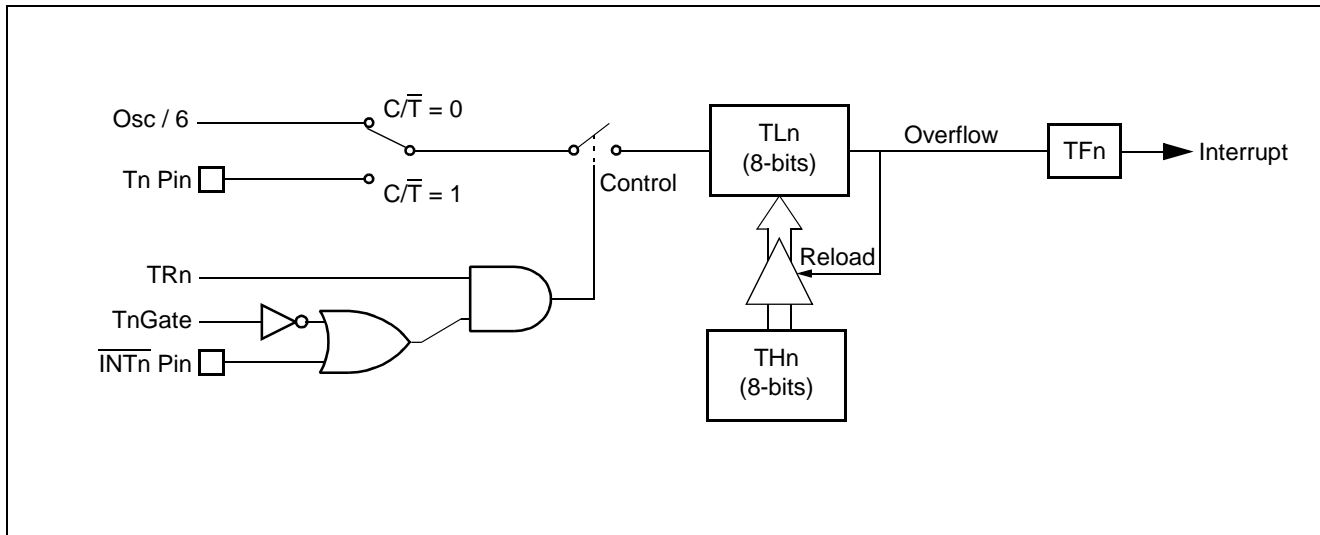 Osc / 6
C/T̅ = 0
Tn Pin
C/T̅ = 1
Control
TLn
(8-bits)
Overflow
TFn
Interrupt
Reload
TRn
TnGate
I̅N̅T̅n̅ Pin
THn
(8-bits)